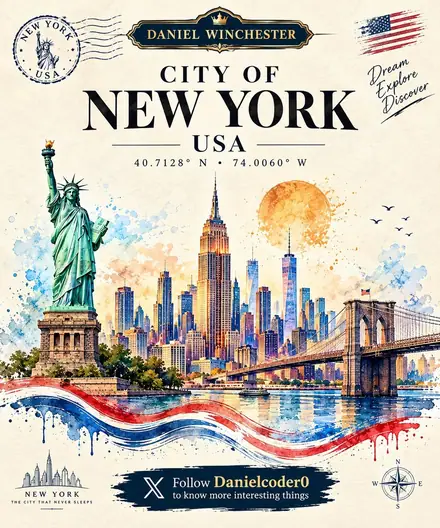 DANIEL WINCHESTER
NEW YORK
USA
Dream
Explore
Discover
CITY OF
NEW YORK
USA
40.7128° N • 74.0060° W
NEW YORK
THE CITY THAT NEVER SLEEPS
X Follow Danielcoder0
to know more interesting things
N
W E
S